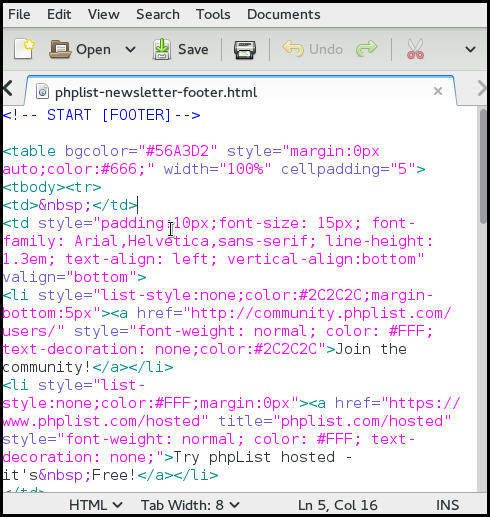 File Edit View Search Tools Documents
Open Save Undo
phplist-newsletter-footer.html ×
<!-- START [FOOTER]-->
<table bgcolor="#56A3D2" style="margin:0px
auto;color:#666;" width="100%" cellpadding="5">
<tbody><tr>
<td>&nbsp;</td>
<td style="padding:10px;font-size: 15px; font-
family: Arial,Helvetica,sans-serif; line-height:
1.3em; text-align: left; vertical-align:bottom"
valign="bottom">
<li style="list-style:none;color:#2C2C2C;margin-
bottom:5px"><a href="http://community.phplist.com/
users/" style="font-weight: normal; color: #FFF;
text-decoration: none;color:#2C2C2C">Join the
community!</a></li>
<li style="list-
style:none;color:#FFF;margin:0px"><a href="https://
www.phplist.com/hosted" title="phplist.com/hosted"
style="font-weight: normal; color: #FFF; text-
decoration: none;">Try phpList hosted -
it's&nbsp;Free!</a></li>
</td>
HTML Tab Width: 8 Ln 5, Col 16 INS